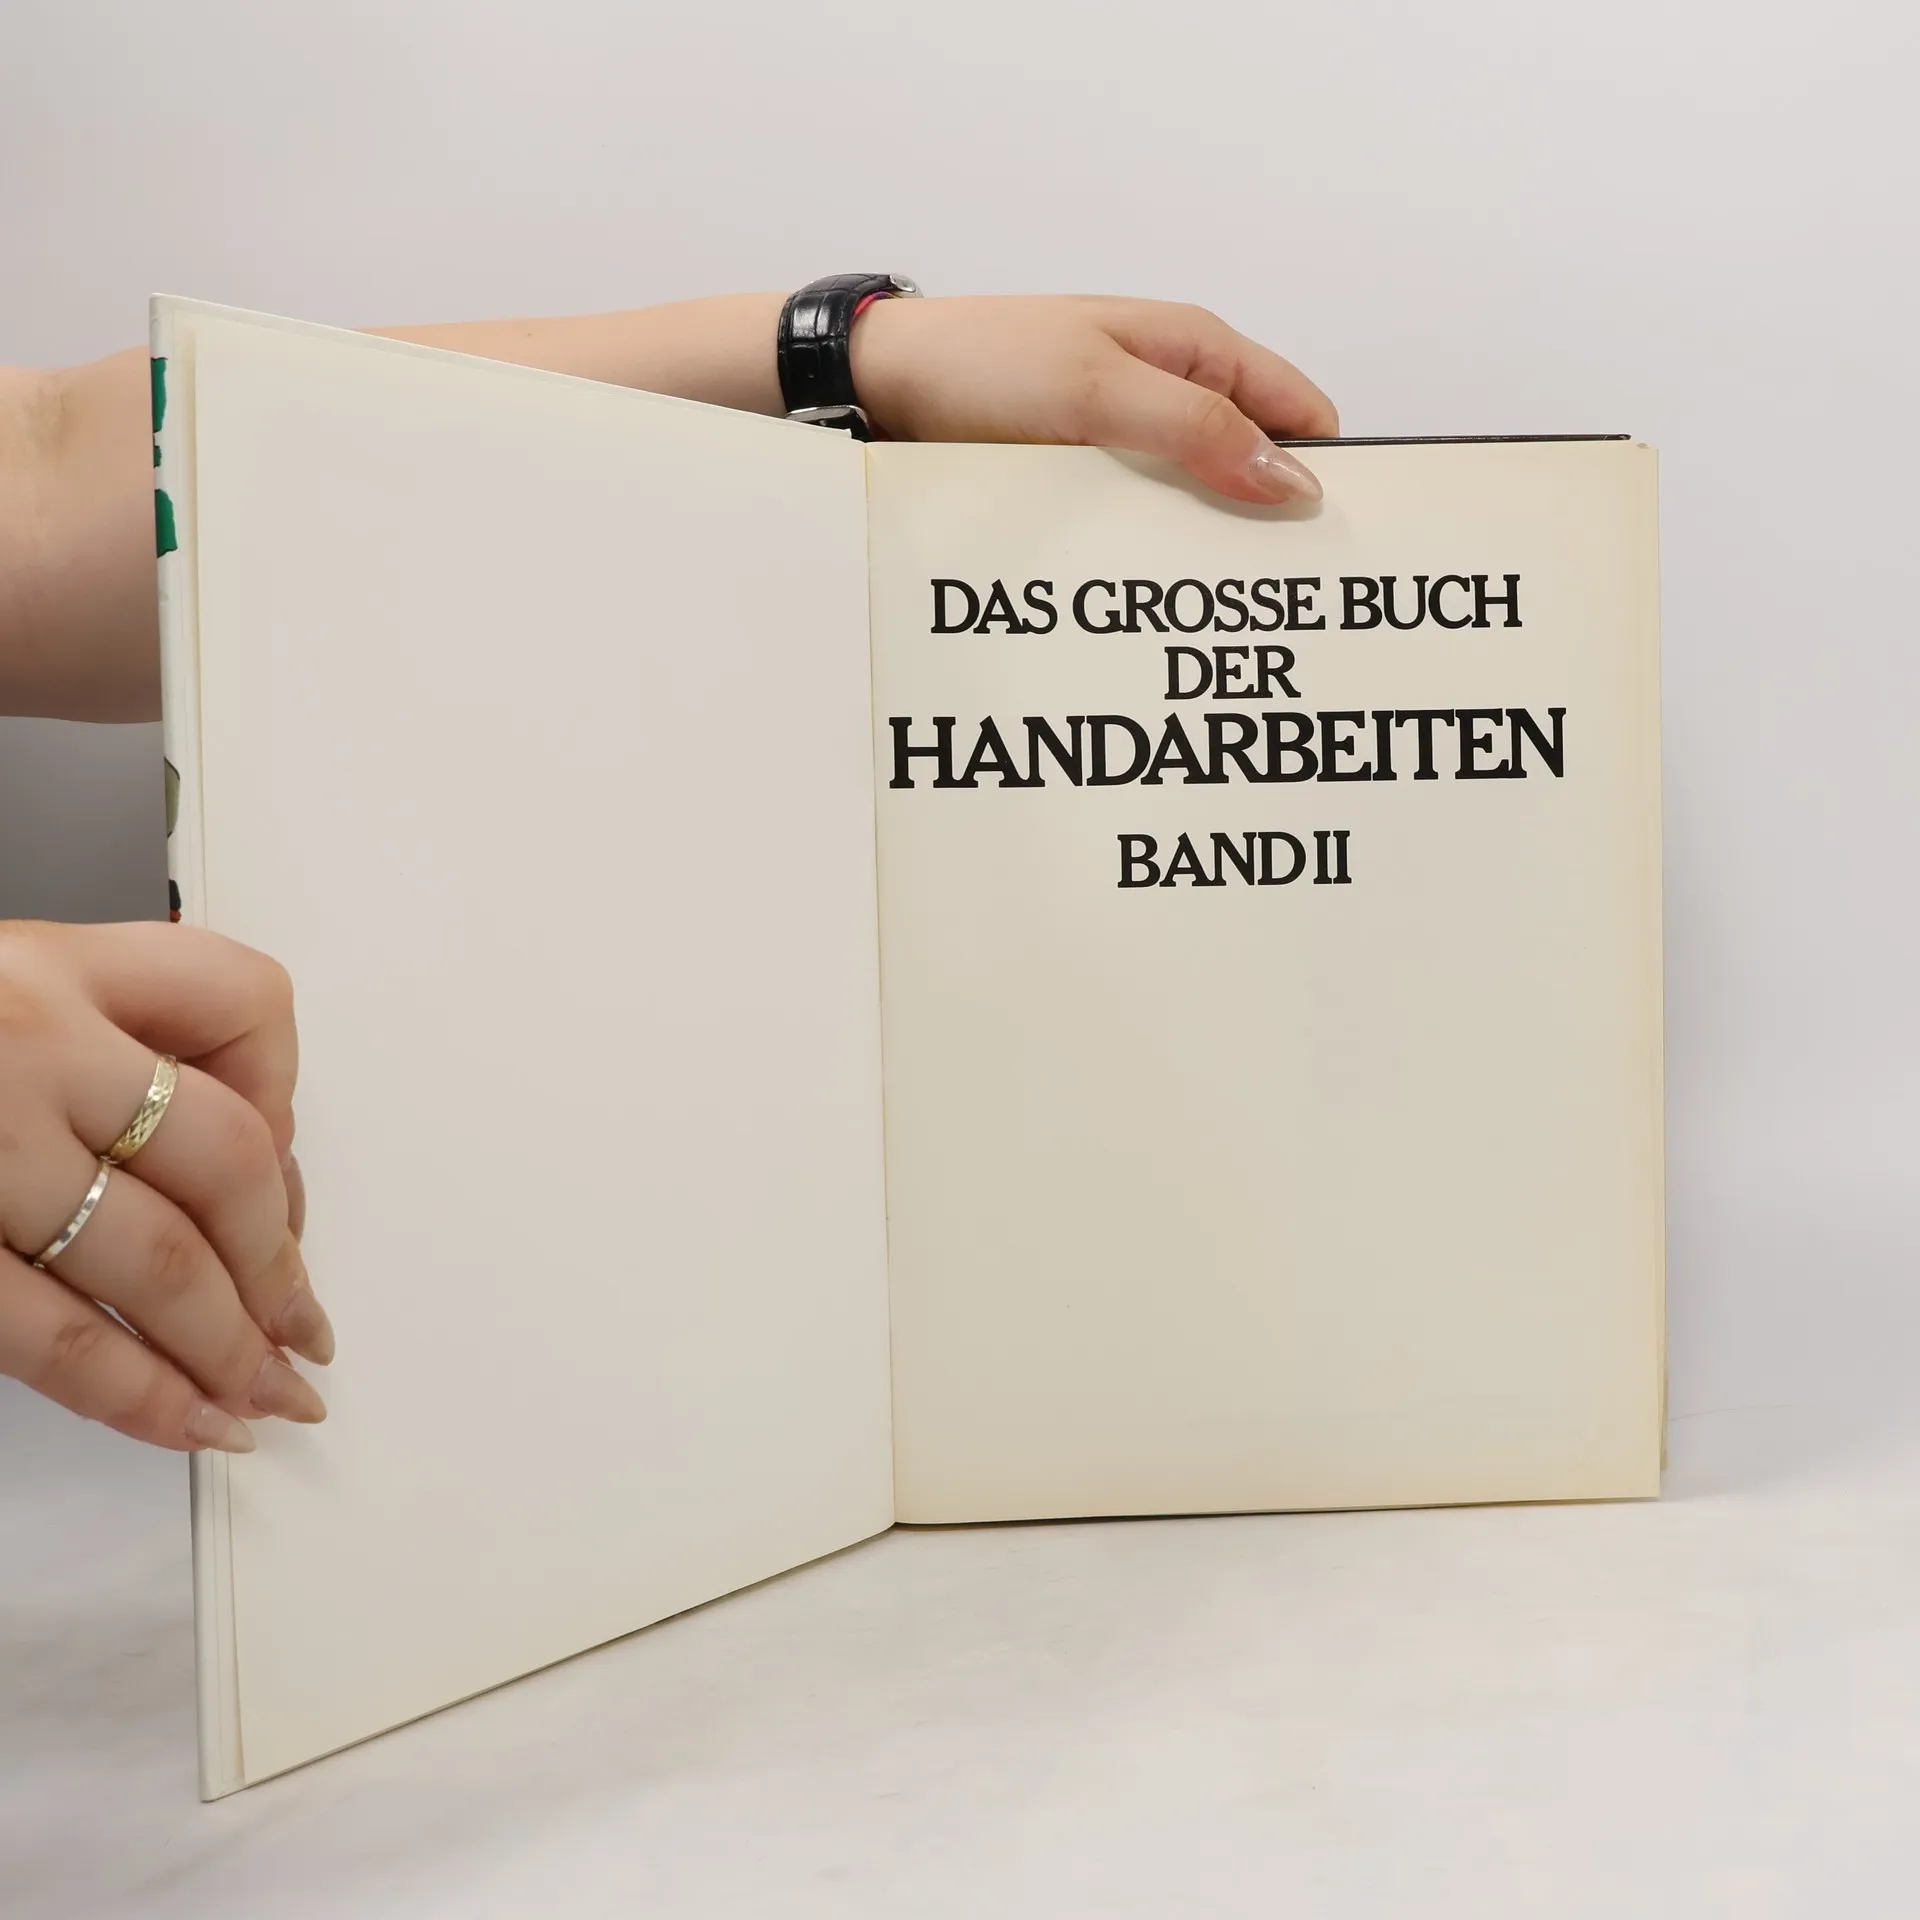 DAS GROSSE BUCH
DER
HANDARBEITEN
BAND II